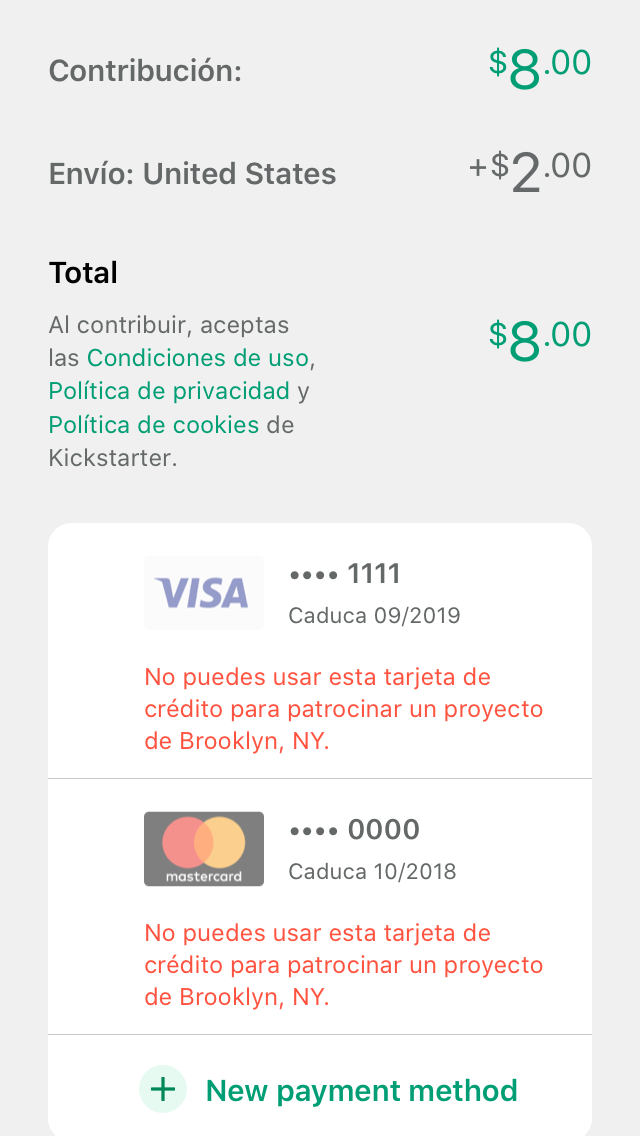 Contribución: $8.00
Envío: United States +$2.00
Total
Al contribuir, aceptas
las Condiciones de uso,
Política de privacidad y
Política de cookies de
Kickstarter.
$8.00
VISA
•••• 1111
Caduca 09/2019
No puedes usar esta tarjeta de
crédito para patrocinar un proyecto
de Brooklyn, NY.
mastercard
•••• 0000
Caduca 10/2018
No puedes usar esta tarjeta de
crédito para patrocinar un proyecto
de Brooklyn, NY.
+ New payment method